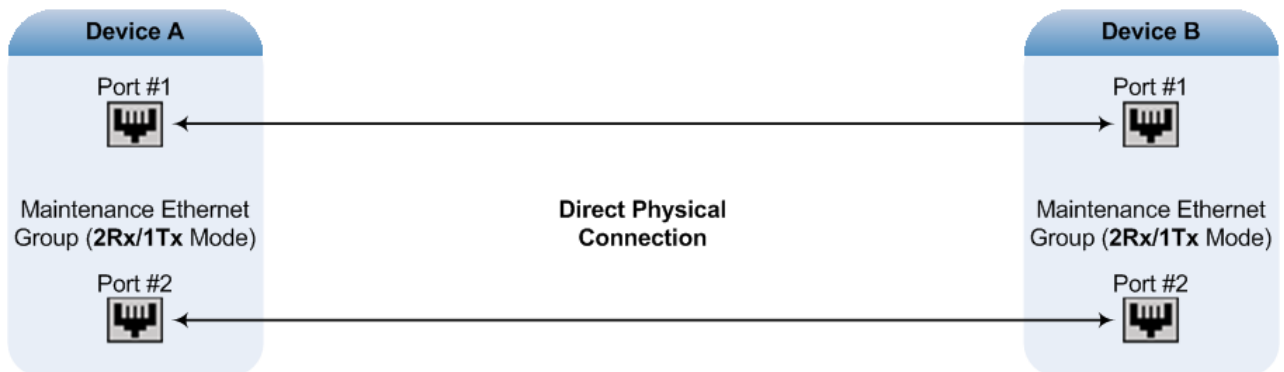 Device A
Port #1
Maintenance Ethernet
Group (2Rx/1Tx Mode)
Port #2
Direct Physical
Connection
Device B
Port #1
Maintenance Ethernet
Group (2Rx/1Tx Mode)
Port #2